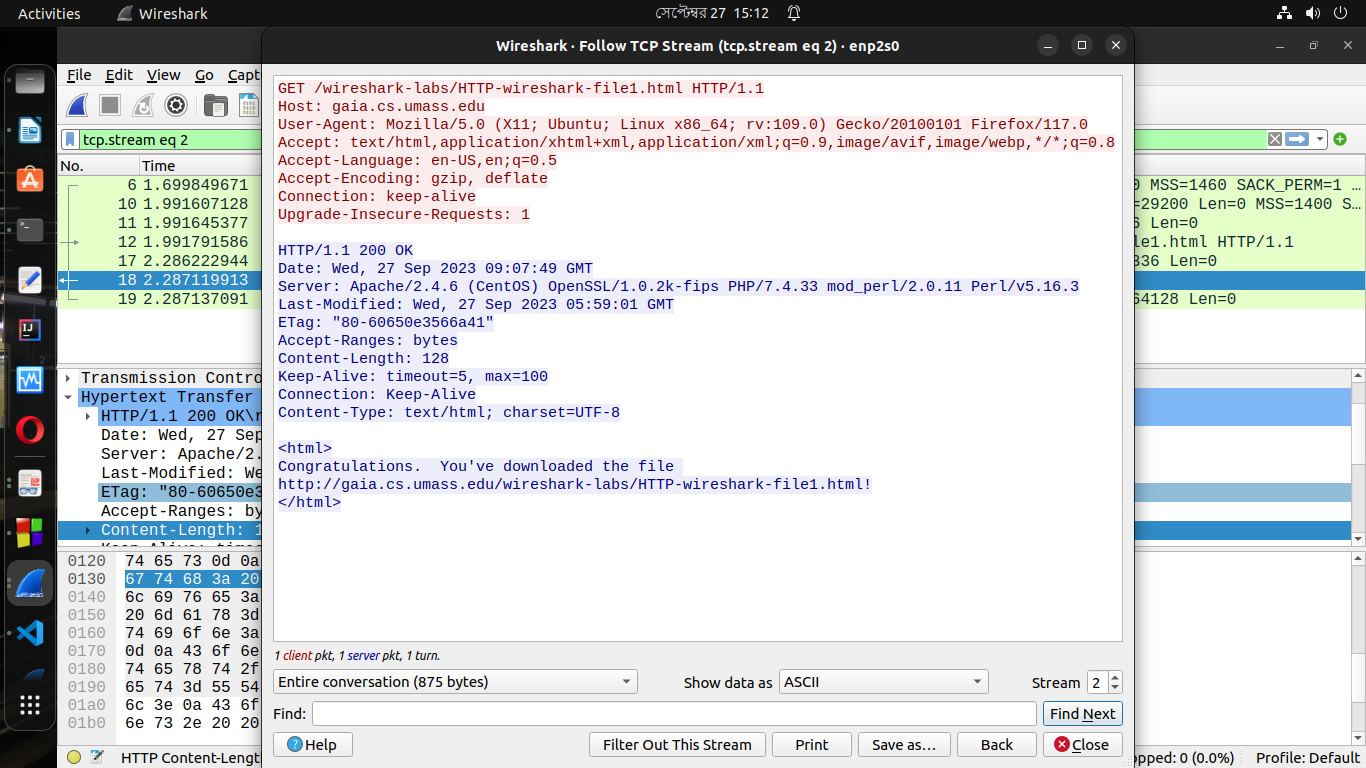 Activities
Wireshark
সেপ্টেম্বর 27 15:12
Wireshark · Follow TCP Stream (tcp.stream eq 2) · enp2s0
File Edit View Go Capt
tcp.stream eq 2
No. Time
6 1.699849671
0 MSS=1460 SACK_PERM=1 …
10 1.991607128
=29200 Len=0 MSS=1400 S…
11 1.991645377
6 Len=0
12 1.991791586
le1.html HTTP/1.1
17 2.286222944
336 Len=0
18 2.287119913
19 2.287137091
64128 Len=0
GET /wireshark-labs/HTTP-wireshark-file1.html HTTP/1.1
Host: gaia.cs.umass.edu
User-Agent: Mozilla/5.0 (X11; Ubuntu; Linux x86_64; rv:109.0) Gecko/20100101 Firefox/117.0
Accept: text/html,application/xhtml+xml,application/xml;q=0.9,image/avif,image/webp,*/*;q=0.8
Accept-Language: en-US,en;q=0.5
Accept-Encoding: gzip, deflate
Connection: keep-alive
Upgrade-Insecure-Requests: 1
HTTP/1.1 200 OK
Date: Wed, 27 Sep 2023 09:07:49 GMT
Server: Apache/2.4.6 (CentOS) OpenSSL/1.0.2k-fips PHP/7.4.33 mod_perl/2.0.11 Perl/v5.16.3
Last-Modified: Wed, 27 Sep 2023 05:59:01 GMT
ETag: "80-60650e3566a41"
Accept-Ranges: bytes
Content-Length: 128
Keep-Alive: timeout=5, max=100
Connection: Keep-Alive
Content-Type: text/html; charset=UTF-8
<html>
Congratulations.  You've downloaded the file
http://gaia.cs.umass.edu/wireshark-labs/HTTP-wireshark-file1.html!
</html>
Transmission Contro
Hypertext Transfer
HTTP/1.1 200 OK\r
Date: Wed, 27 Sep
Server: Apache/2.
Last-Modified: We
ETag: "80-60650e3
Accept-Ranges: by
Content-Length: 1
0120 74 65 73 0d 0a
0130 67 74 68 3a 20
0140 6c 69 76 65 3a
0150 20 6d 61 78 3d
0160 74 69 6f 6e 3a
0170 0d 0a 43 6f 6e
0180 74 65 78 74 2f
0190 65 74 3d 55 54
01a0 6c 3e 0a 43 6f
01b0 6e 73 2e 20 20
1 client pkt, 1 server pkt, 1 turn.
Entire conversation (875 bytes)
Show data as ASCII
Stream 2
Find:
Find Next
Help
Filter Out This Stream
Print
Save as…
Back
Close
HTTP Content-Lengt
opped: 0 (0.0%)
Profile: Default